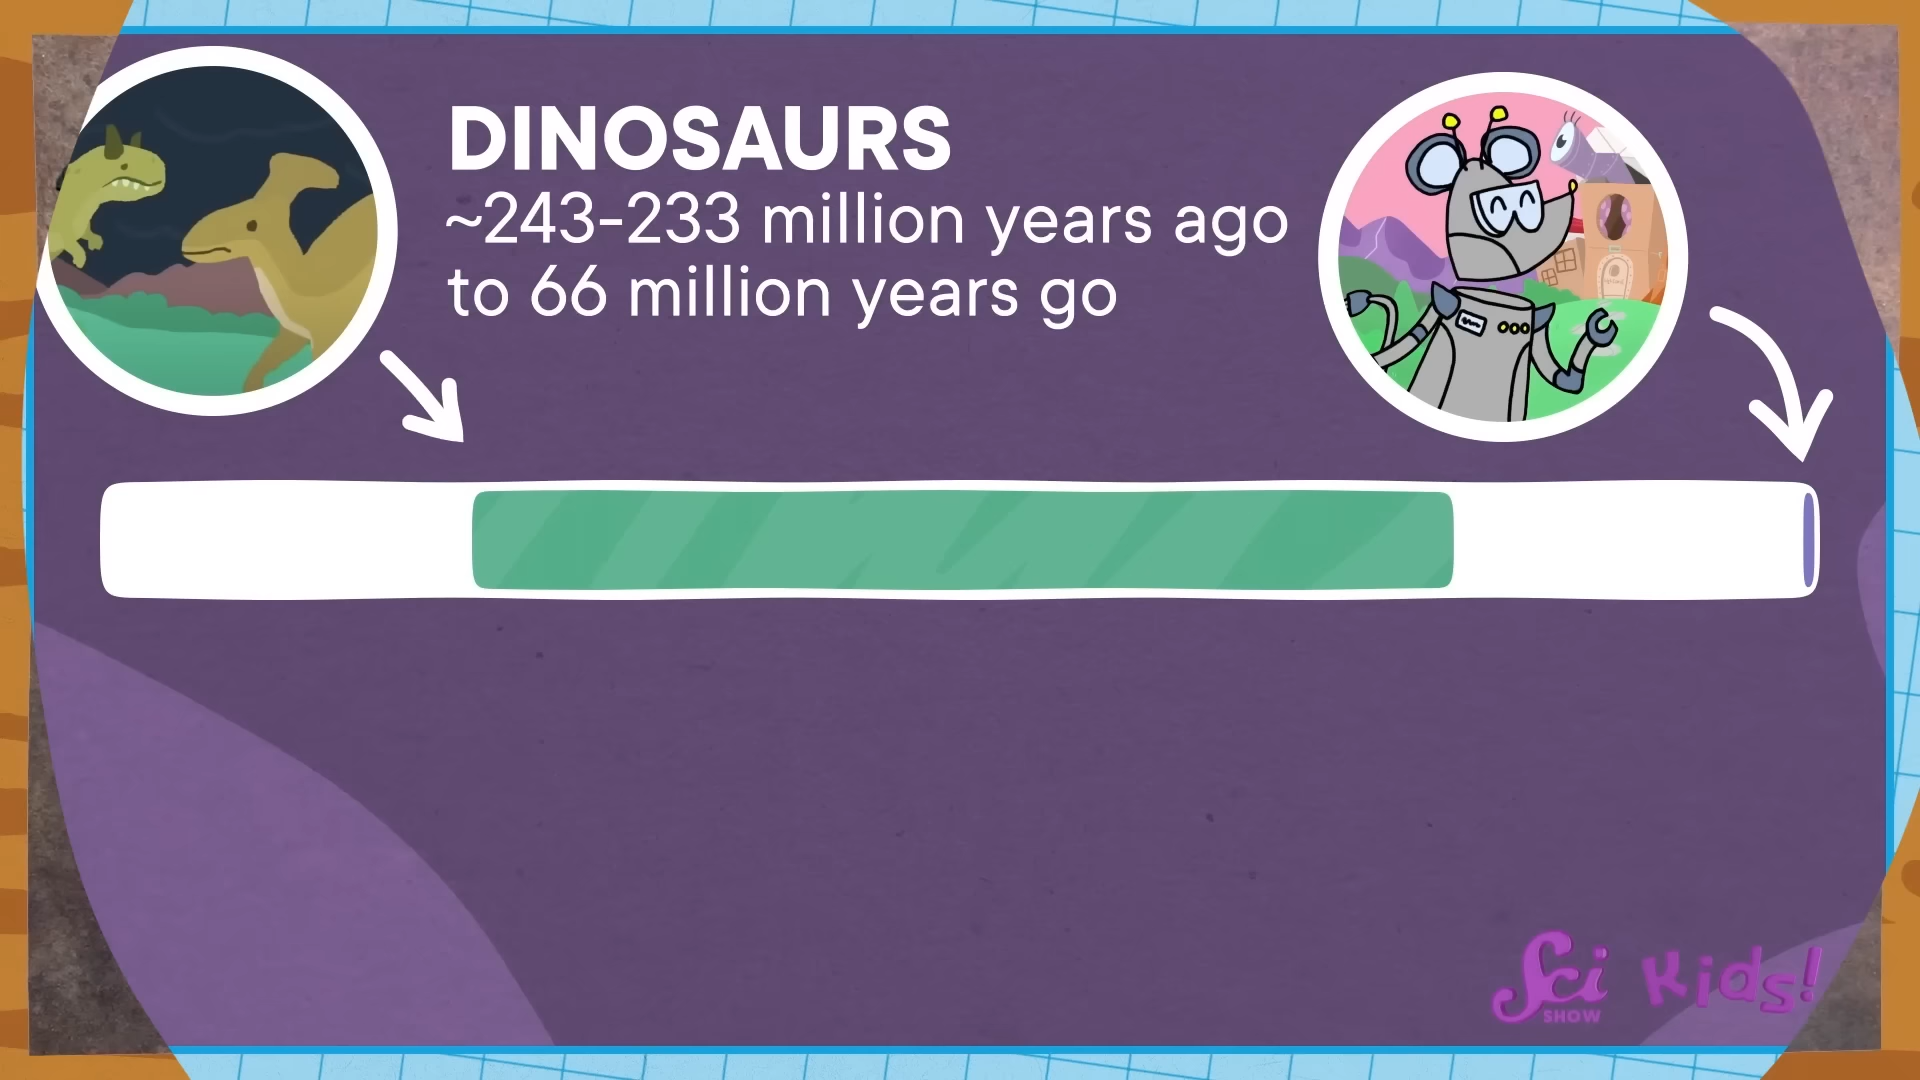 DINOSAURS
~243-233 million years ago
to 66 million years go
Sci Kids!
SHOW